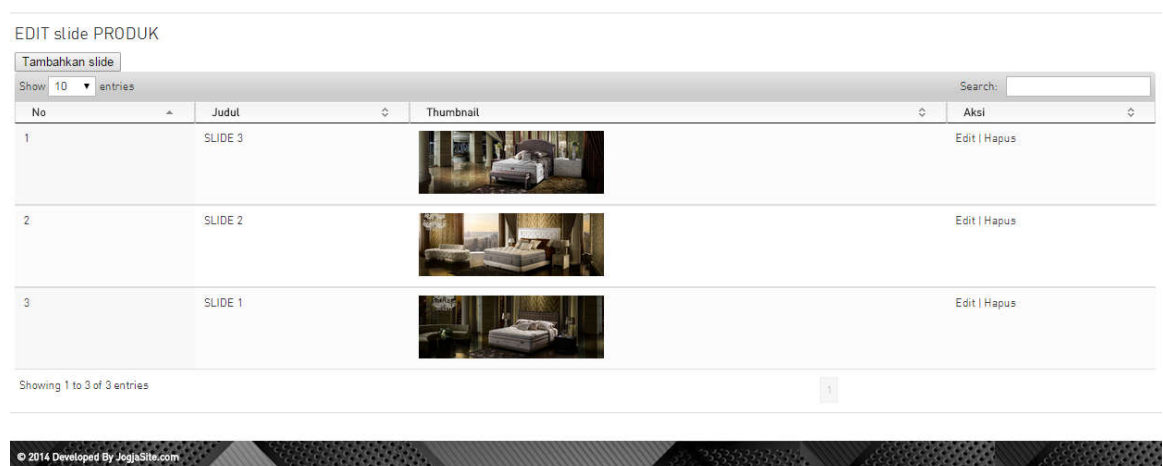 EDIT slide PRODUK
Tambahkan slide
Show 10 entries Search:
No Judul Thumbnail Aksi
1 SLIDE 3 Edit | Hapus
2 SLIDE 2 Edit | Hapus
3 SLIDE 1 Edit | Hapus
Showing 1 to 3 of 3 entries 1
© 2014 Developed By JogjaSite.com